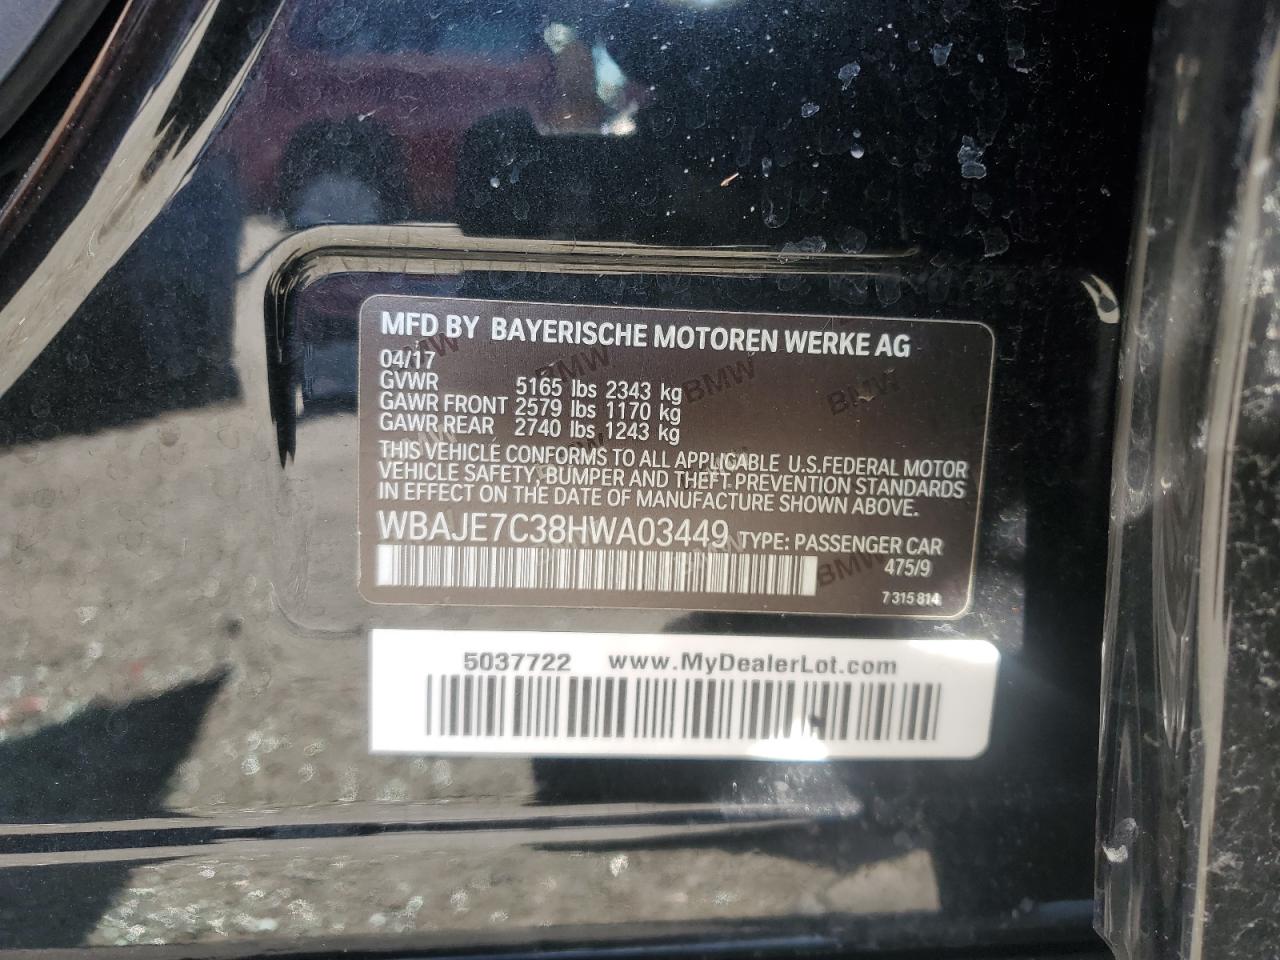 MFD BY BAYERISCHE MOTOREN WERKE AG
04/17
GVWR 5165 lbs 2343 kg
GAWR FRONT 2579 lbs 1170 kg
GAWR REAR 2740 lbs 1243 kg
THIS VEHICLE CONFORMS TO ALL APPLICABLE U.S.FEDERAL MOTOR
VEHICLE SAFETY, BUMPER AND THEFT PREVENTION STANDARDS
IN EFFECT ON THE DATE OF MANUFACTURE SHOWN ABOVE.
WBAJE7C38HWA03449 TYPE: PASSENGER CAR
475/9
7 315 814
5037722 www.MyDealerLot.com